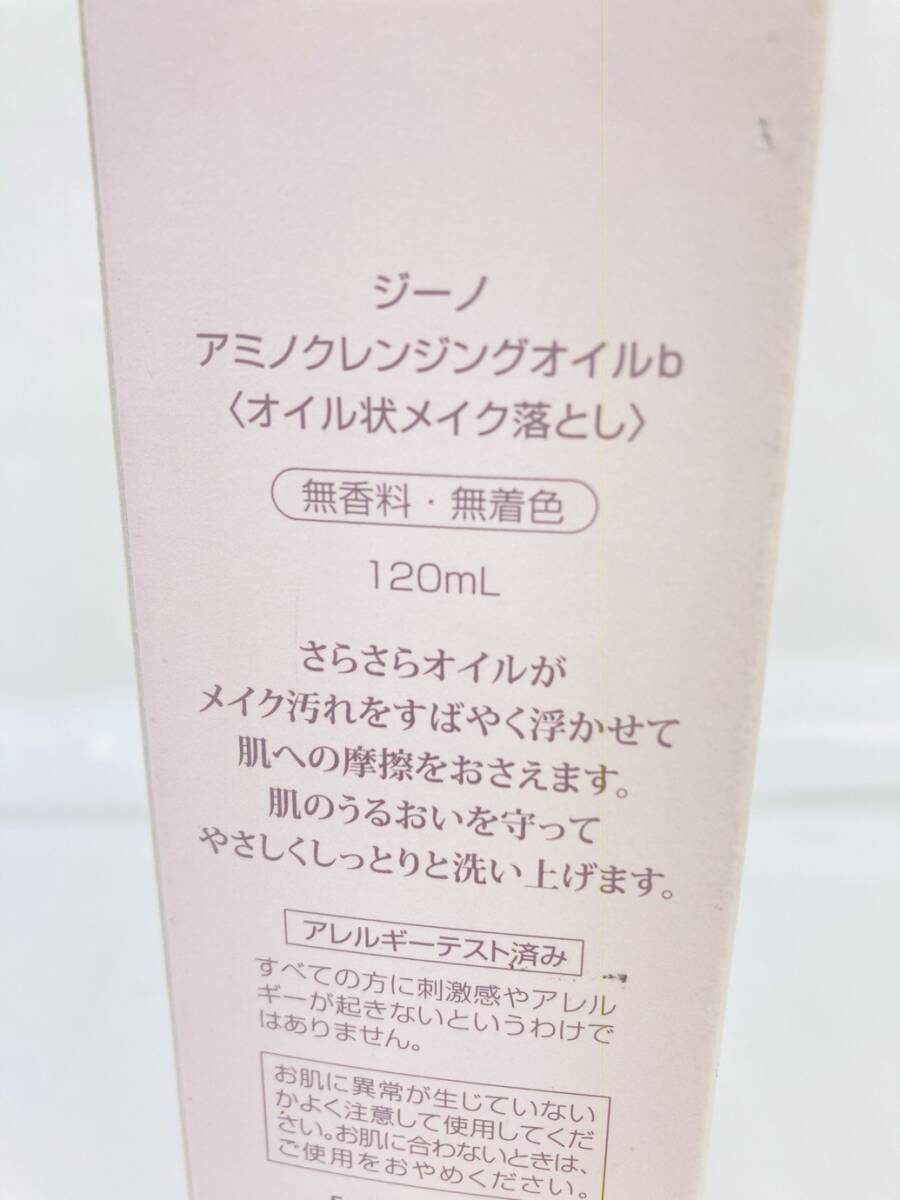 ジーノ
アミノクレンジングオイルb
〈オイル状メイク落とし〉
無香料・無着色
120mL
さらさらオイルが
メイク汚れをすばやく浮かせて
肌への摩擦をおさえます。
肌のうるおいを守って
やさしくしっとりと洗い上げます。
アレルギーテスト済み
すべての方に刺激感やアレル
ギーが起きないというわけで
はありません。
お肌に異常が生じていない
かよく注意して使用してくだ
さい。お肌に合わないときは、
ご使用をおやめください。